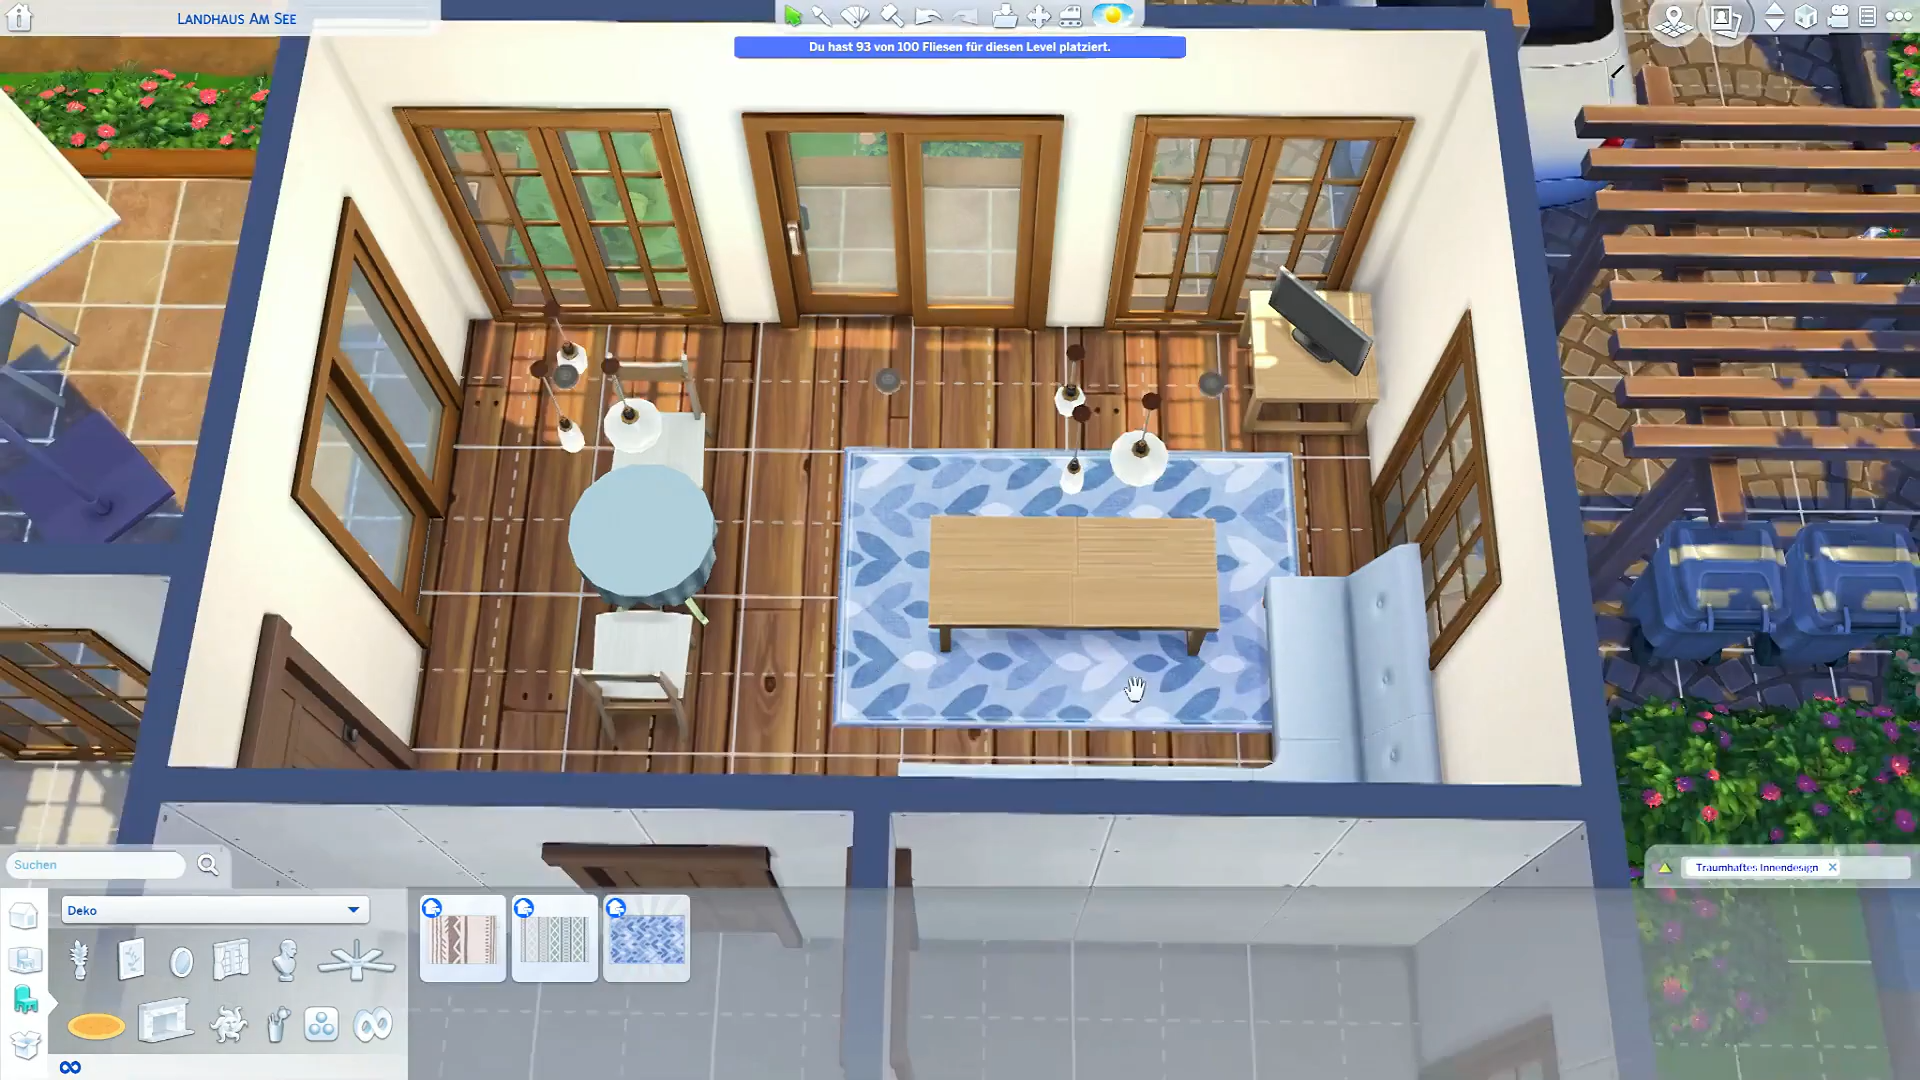 Landhaus Am See
Du hast 93 von 100 Fliesen für diesen Level platziert.
Suchen
Deko
Traumhaftes Innendesign